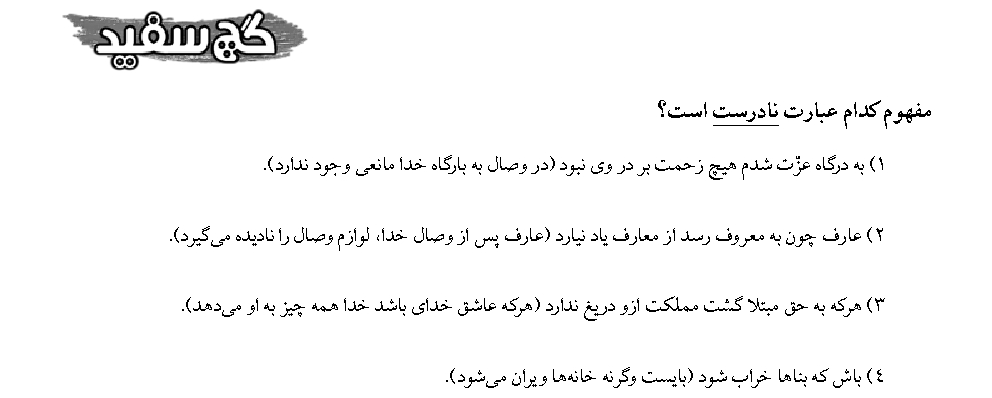 گچ سفید
مفهوم کدام عبارت نادرست است؟
۱) به درگاه عزّت شدم هیچ زحمت بر در وی نبود (در وصال به بارگاه خدا مانعی وجود ندارد).
۲) عارف چون به معروف رسد از معارف یاد نیارد (عارف پس از وصال خدا، لوازم وصال را نادیده می‌گیرد).
۳) هرکه به حق مبتلا گشت مملکت ازو دریغ ندارد (هرکه عاشق خدای باشد خدا همه چیز به او می‌دهد).
۴) باش که بناها خراب شود (بایست وگرنه خانه‌ها ویران می‌شود).